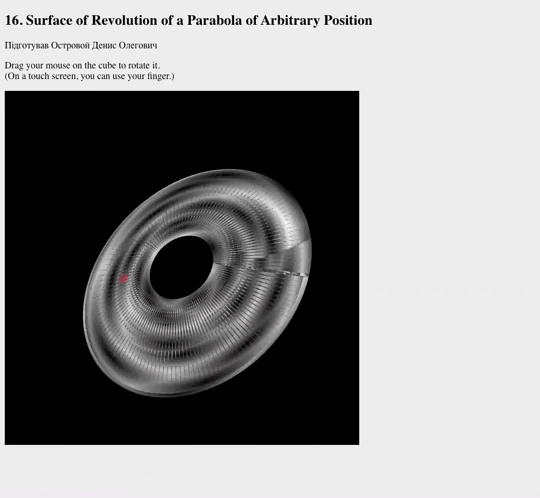 16. Surface of Revolution of a Parabola of Arbitrary Position
Підготував Островой Денис Олегович
Drag your mouse on the cube to rotate it.
(On a touch screen, you can use your finger.)